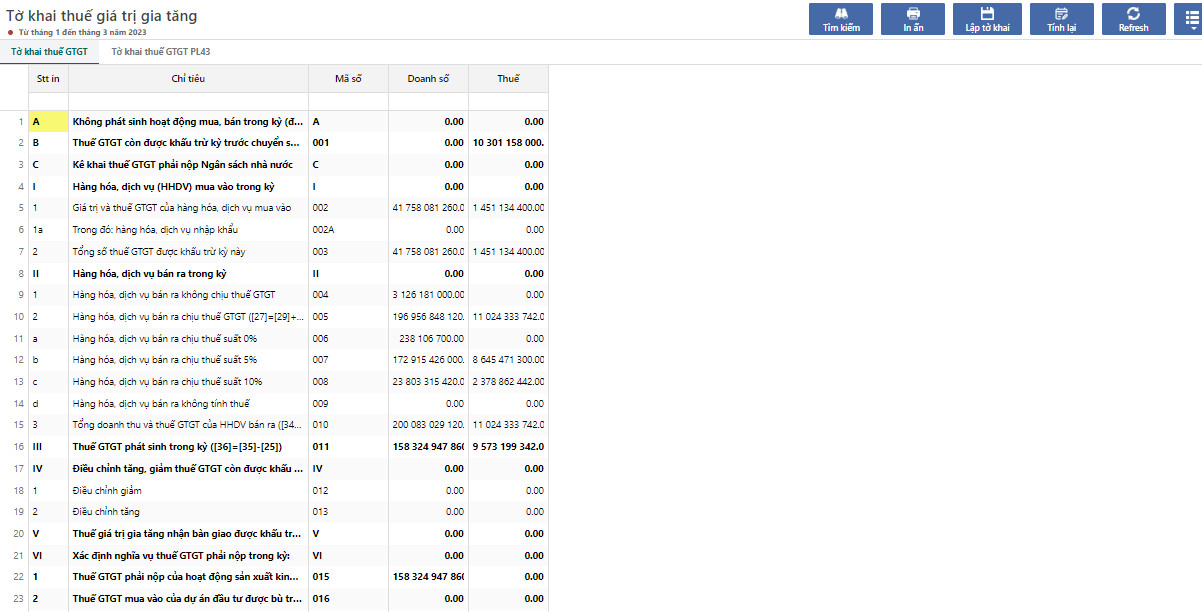 Tờ khai thuế giá trị gia tăng
Từ tháng 1 đến tháng 3 năm 2023
Tìm kiếm
In ấn
Lập tờ khai
Tính lại
Refresh
Tờ khai thuế GTGT Tờ khai thuế GTGT PL43
Stt in Chỉ tiêu Mã số Doanh số Thuế
1 A Không phát sinh hoạt động mua, bán trong kỳ (đ... A 0.00 0.00
2 B Thuế GTGT còn được khấu trừ kỳ trước chuyển s... 001 0.00 10 301 158 000.
3 C Kê khai thuế GTGT phải nộp Ngân sách nhà nước C 0.00 0.00
4 I Hàng hóa, dịch vụ (HHDV) mua vào trong kỳ I 0.00 0.00
5 1 Giá trị và thuế GTGT của hàng hóa, dịch vụ mua vào 002 41 758 081 260.0 1 451 134 400.00
6 1a Trong đó: hàng hóa, dịch vụ nhập khẩu 002A 0.00 0.00
7 2 Tổng số thuế GTGT được khấu trừ kỳ này 003 41 758 081 260.0 1 451 134 400.00
8 II Hàng hóa, dịch vụ bán ra trong kỳ II 0.00 0.00
9 1 Hàng hóa, dịch vụ bán ra không chịu thuế GTGT 004 3 126 181 000.00 0.00
10 2 Hàng hóa, dịch vụ bán ra chịu thuế GTGT ([27]=[29]+... 005 196 956 848 120. 11 024 333 742.0
11 a Hàng hóa, dịch vụ bán ra chịu thuế suất 0% 006 238 106 700.00 0.00
12 b Hàng hóa, dịch vụ bán ra chịu thuế suất 5% 007 172 915 426 000. 8 645 471 300.00
13 c Hàng hóa, dịch vụ bán ra chịu thuế suất 10% 008 23 803 315 420.0 2 378 862 442.00
14 d Hàng hóa, dịch vụ bán ra không tính thuế 009 0.00 0.00
15 3 Tổng doanh thu và thuế GTGT của HHDV bán ra ([34... 010 200 083 029 120. 11 024 333 742.0
16 III Thuế GTGT phát sinh trong kỳ ([36]=[35]-[25]) 011 158 324 947 860 9 573 199 342.0
17 IV Điều chỉnh tăng, giảm thuế GTGT còn được khấu ... IV 0.00 0.00
18 1 Điều chỉnh giảm 012 0.00 0.00
19 2 Điều chỉnh tăng 013 0.00 0.00
20 V Thuế giá trị gia tăng nhận bàn giao được khấu tr... V 0.00 0.00
21 VI Xác định nghĩa vụ thuế GTGT phải nộp trong kỳ: VI 0.00 0.00
22 1 Thuế GTGT phải nộp của hoạt động sản xuất kin... 015 158 324 947 860 0.00
23 2 Thuế GTGT mua vào của dự án đầu tư được bù tr... 016 0.00 0.00